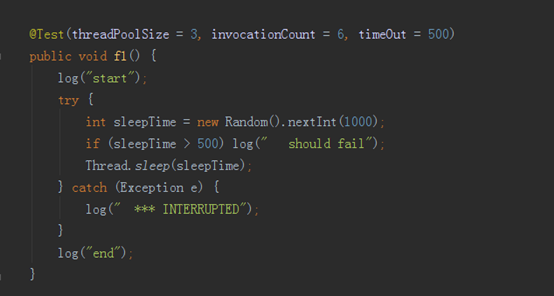 @Test(threadPoolSize = 3, invocationCount = 6, timeOut = 500)
public void f1() {
    log("start");
    try {
        int sleepTime = new Random().nextInt(1000);
        if (sleepTime > 500) log("   should fail");
        Thread.sleep(sleepTime);
    } catch (Exception e) {
        log("  *** INTERRUPTED");
    }
    log("end");
}